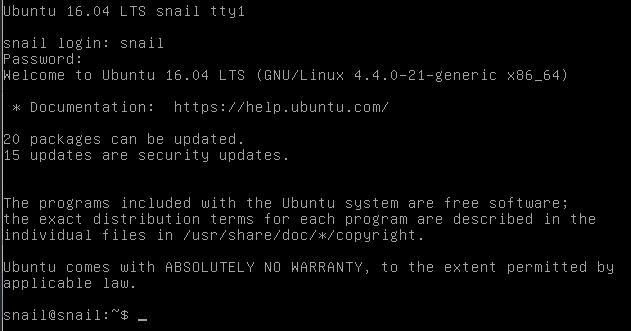 Ubuntu 16.04 LTS snail tty1
snail login: snail
Password:
Welcome to Ubuntu 16.04 LTS (GNU/Linux 4.4.0-21-generic x86_64)
* Documentation:  https://help.ubuntu.com/
20 packages can be updated.
15 updates are security updates.
The programs included with the Ubuntu system are free software;
the exact distribution terms for each program are described in the
individual files in /usr/share/doc/*/copyright.
Ubuntu comes with ABSOLUTELY NO WARRANTY, to the extent permitted by
applicable law.
snail@snail:~$ _